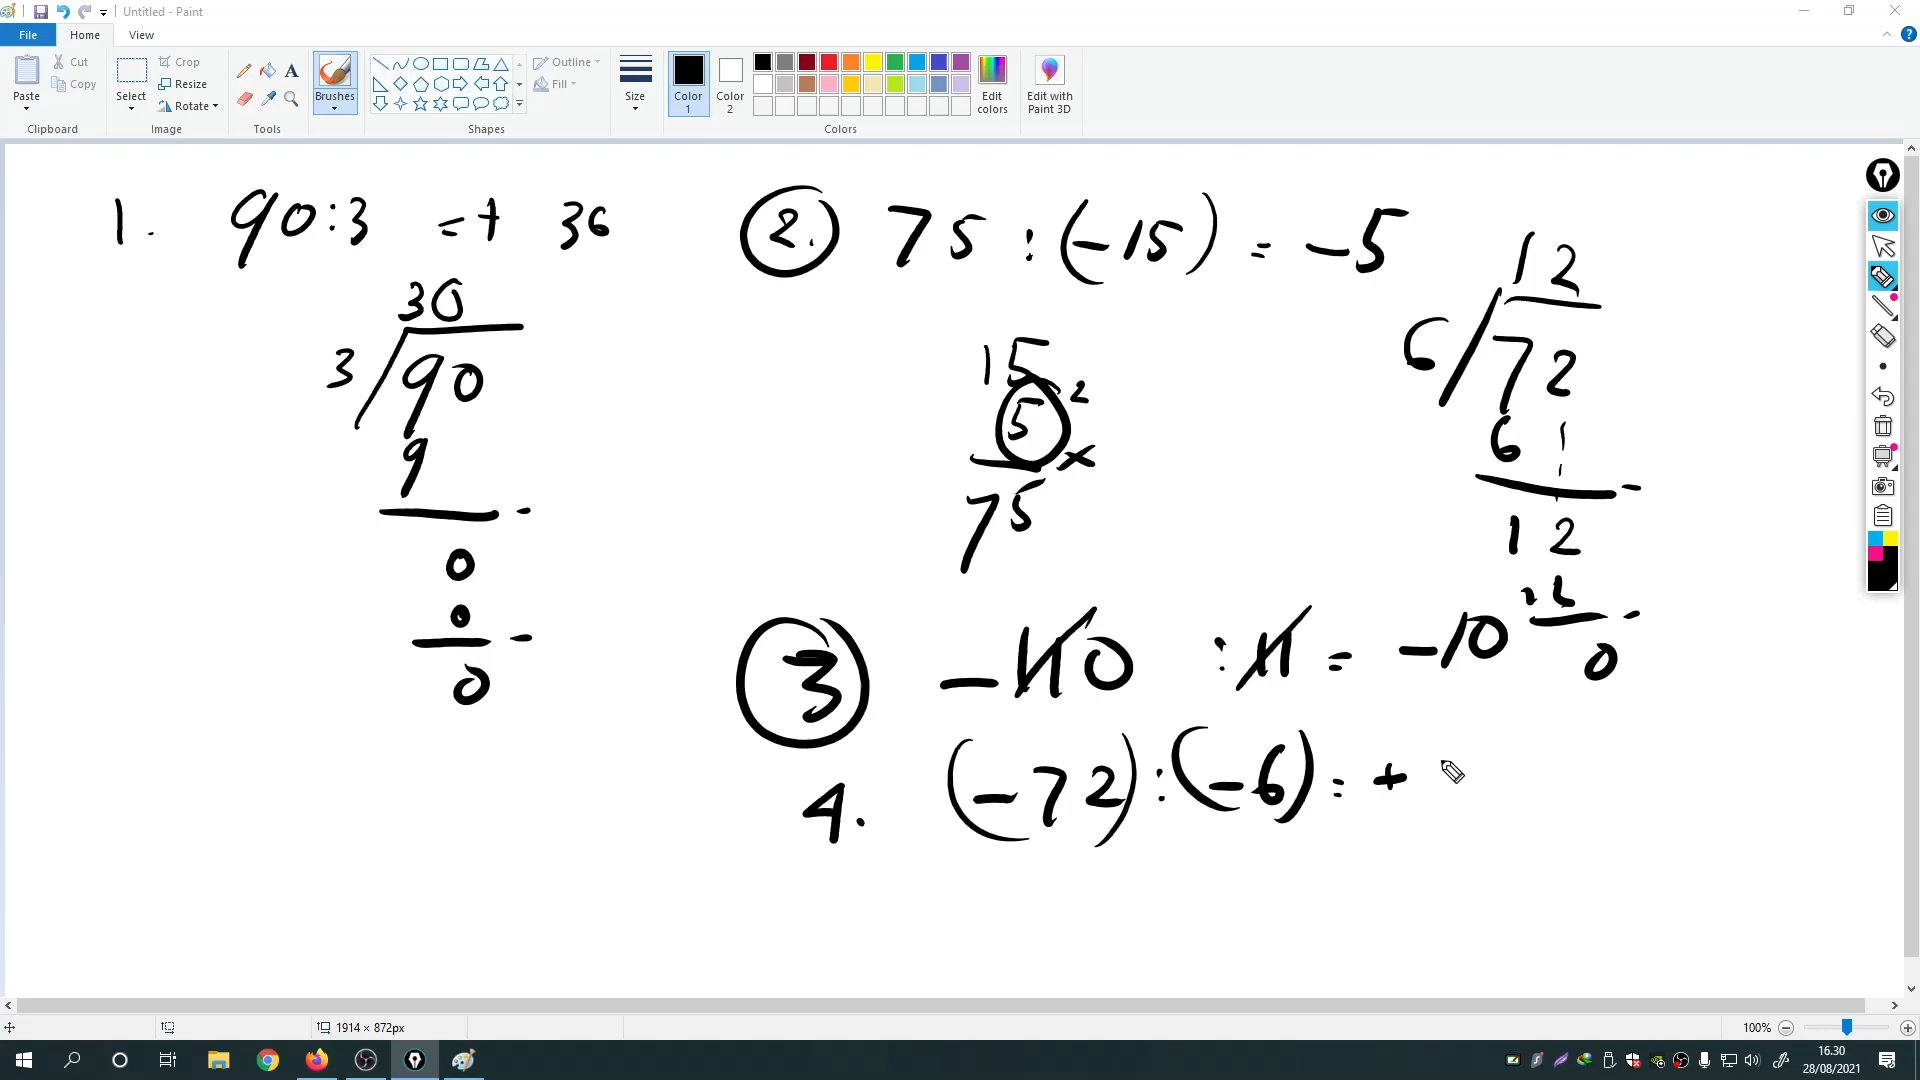 Untitled - Paint
File Home View
Paste
Cut
Copy
Clipboard
Select
Crop
Resize
Rotate
Image
Tools
Brushes
Shapes
Outline
Fill
Size
Color 1
Color 2
Colors
Edit colors
Edit with Paint 3D
1. 90:3 = + 36
30
3 90
9
-
0
0
-
0
2. 75 : (-15) = -5
15
5 2
x
75
12
6 72
6
-
12
-
0
3 -110 : 11 = -10
4. (-72) : (-6) = +
1914 × 872px
100%
16.30
28/08/2021